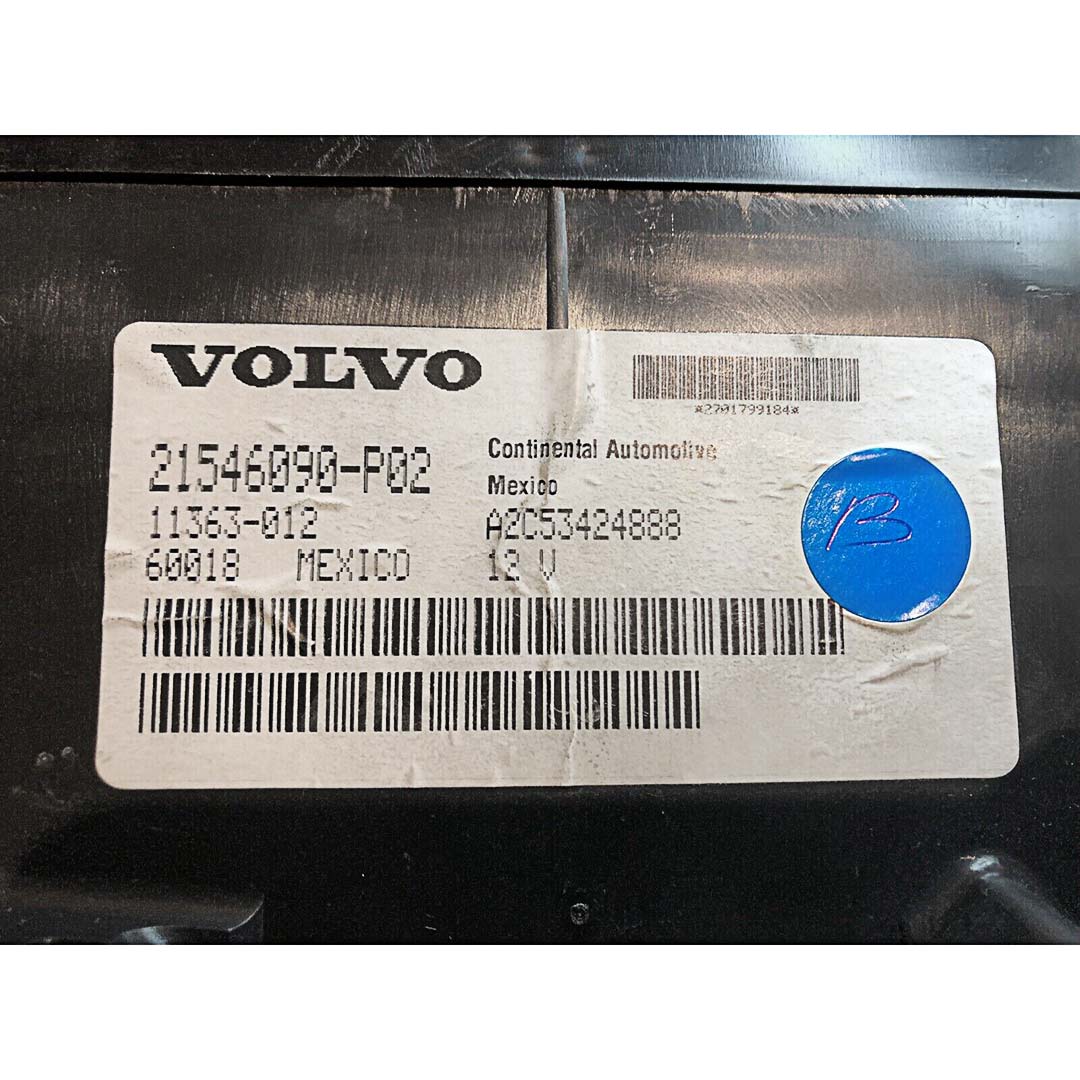 VOLVO
*2701799184*
21546090-P02
Continental Automotive
Mexico
11363-012
A2C53424888
60018 MEXICO
12 V
B